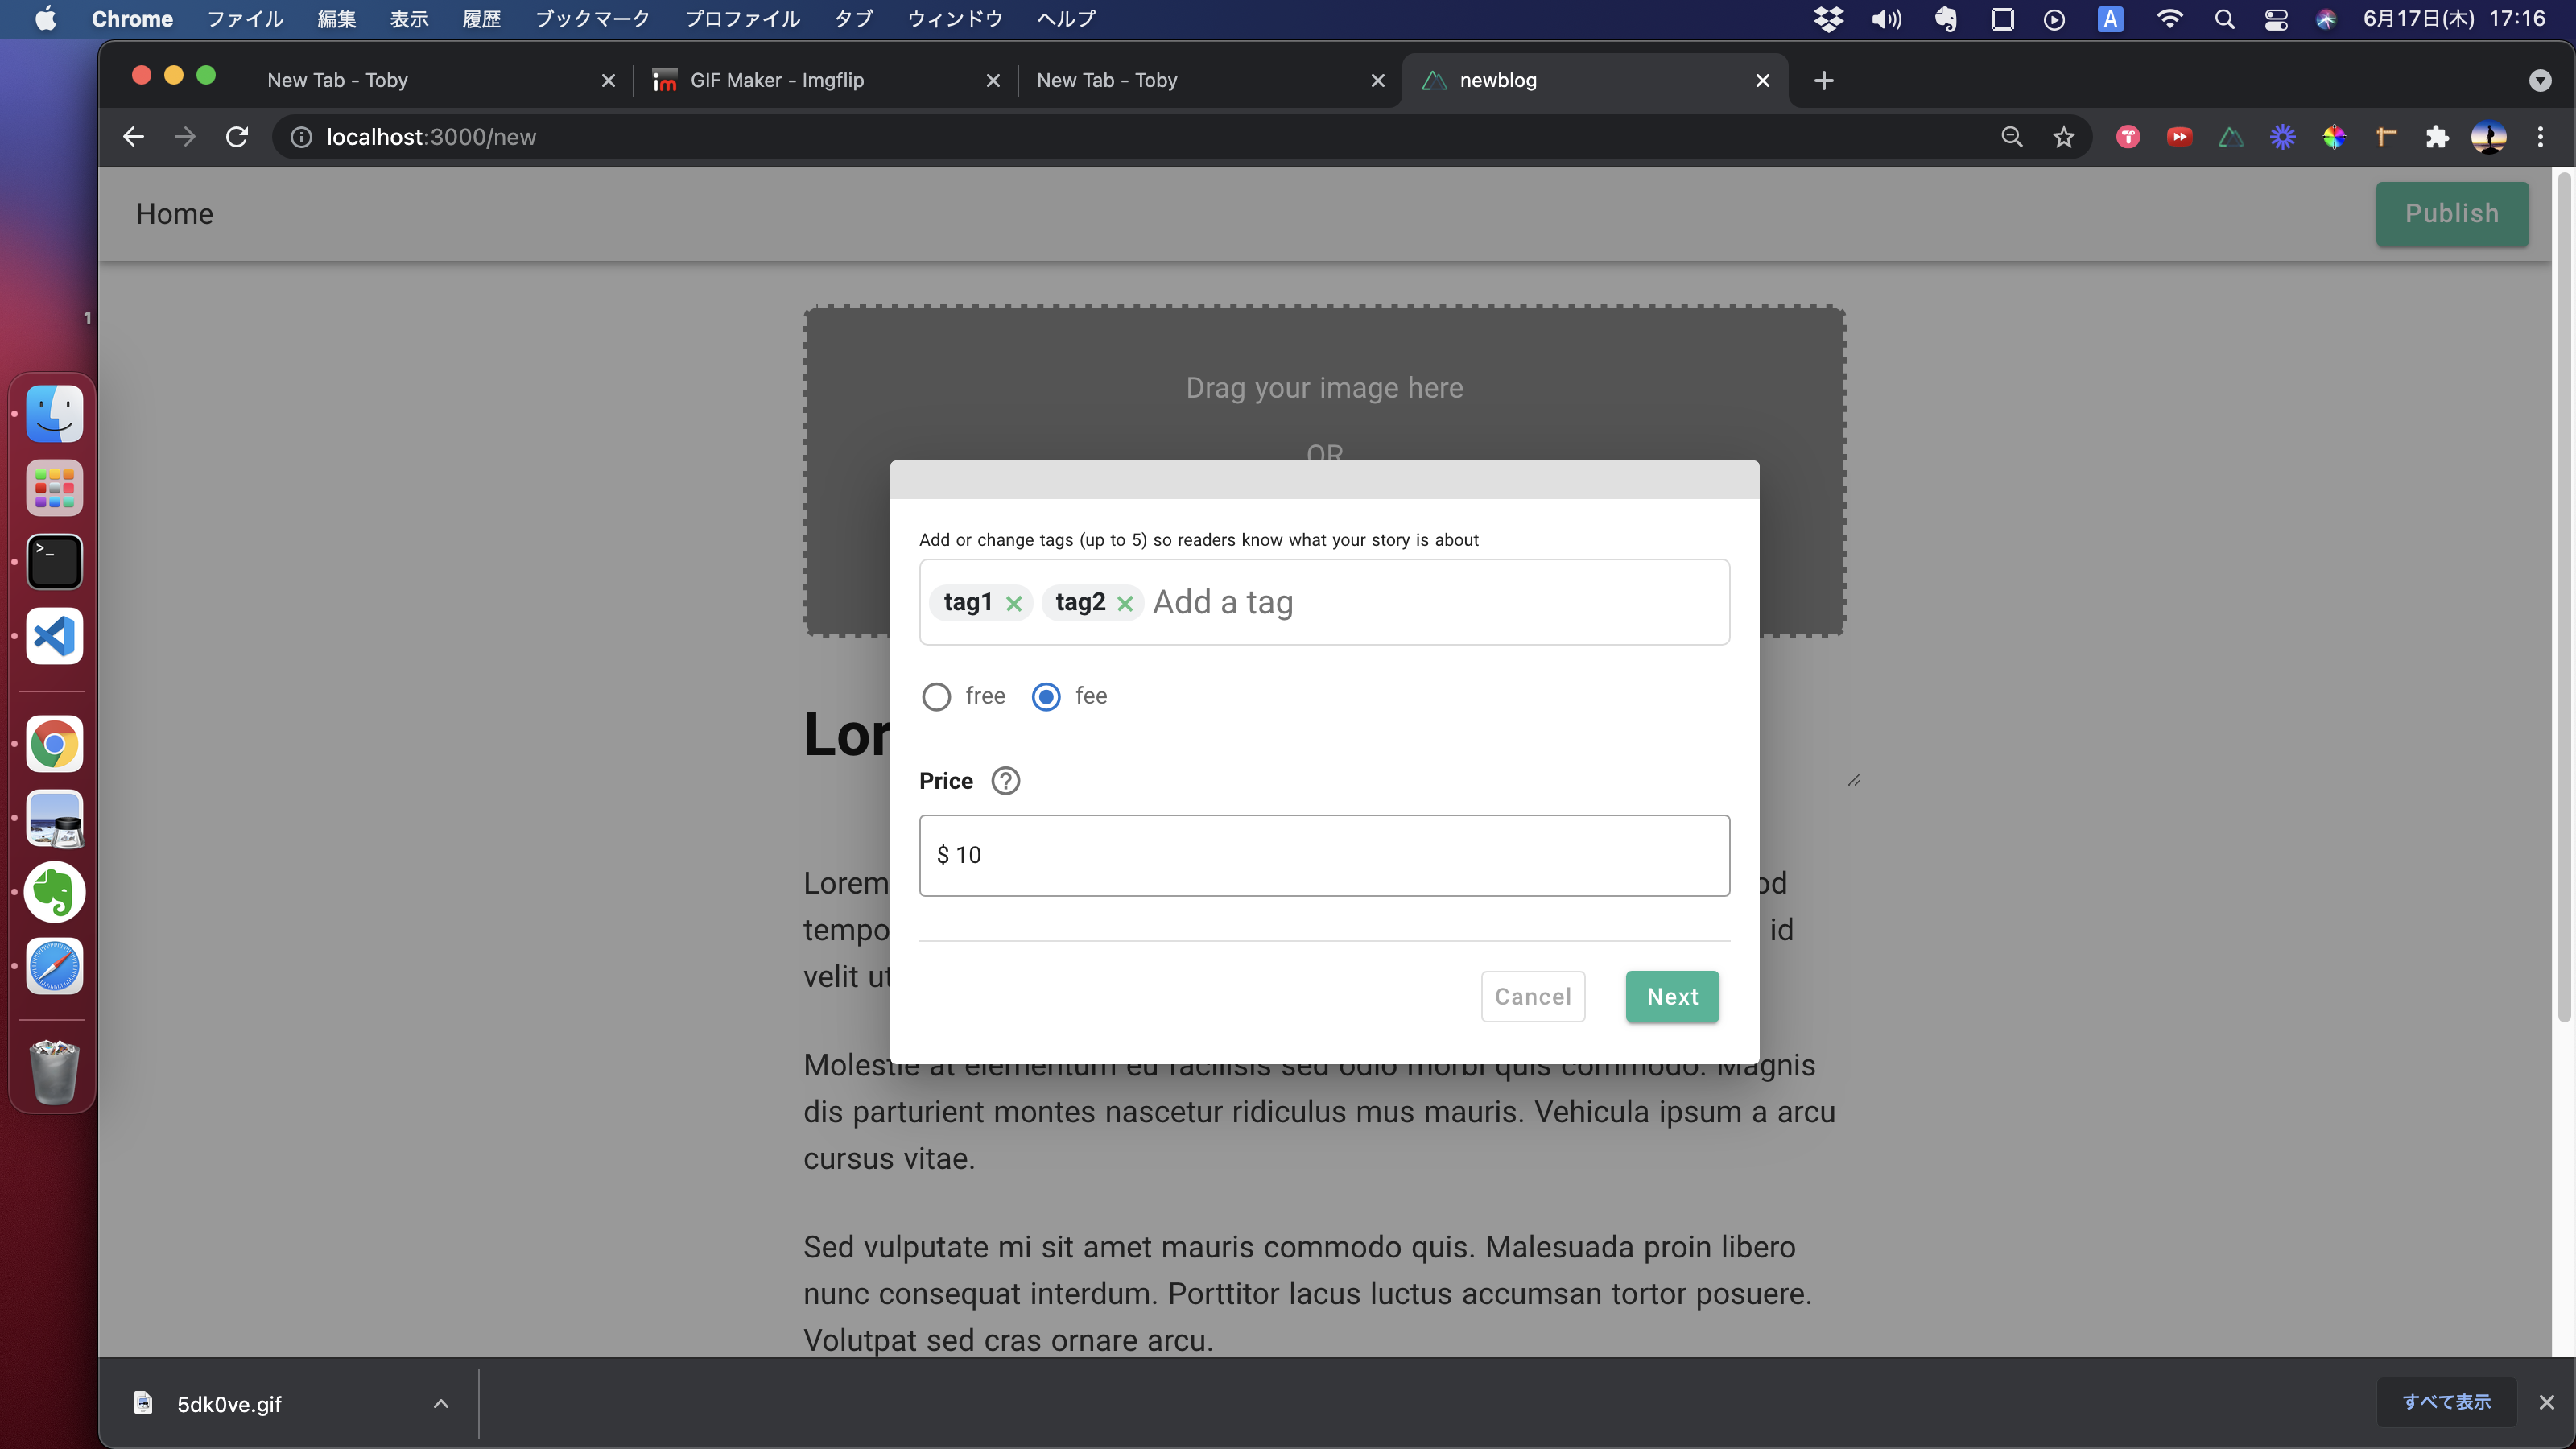 Chrome ファイル 編集 表示 履歴 ブックマーク プロファイル タブ ウィンドウ ヘルプ A 6月17日(木) 17:16
New Tab - Toby im GIF Maker - Imgflip New Tab - Toby newblog
localhost:3000/new
Home Publish
1
Drag your image here
OR
Add or change tags (up to 5) so readers know what your story is about
tag1 tag2 Add a tag
free fee
Lor
Price
$ 10
Lorem od
tempo id
velit ut
Cancel Next
Molestie at elementum eu facilisis sed odio morbi quis commodo. Magnis
dis parturient montes nascetur ridiculus mus mauris. Vehicula ipsum a arcu
cursus vitae.
Sed vulputate mi sit amet mauris commodo quis. Malesuada proin libero
nunc consequat interdum. Porttitor lacus luctus accumsan tortor posuere.
Volutpat sed cras ornare arcu.
5dk0ve.gif すべて表示